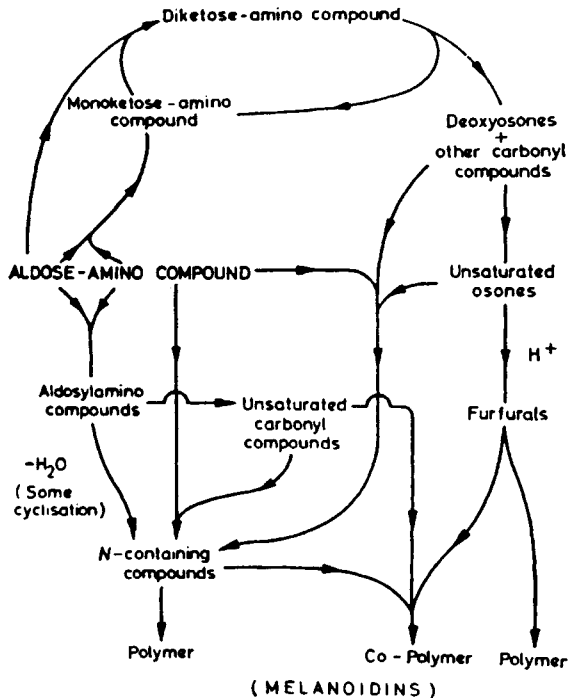 Diketose-amino compound
Monoketose-amino
compound
Deoxyosones
+
other carbonyl
compounds
ALDOSE-AMINO COMPOUND
Unsaturated
osones
H+
Aldosylamino
compounds
Unsaturated
carbonyl
compounds
Furfurals
-H₂O
(Some
cyclisation)
N-containing
compounds
Polymer
Co-Polymer
Polymer
(MELANOIDINS)